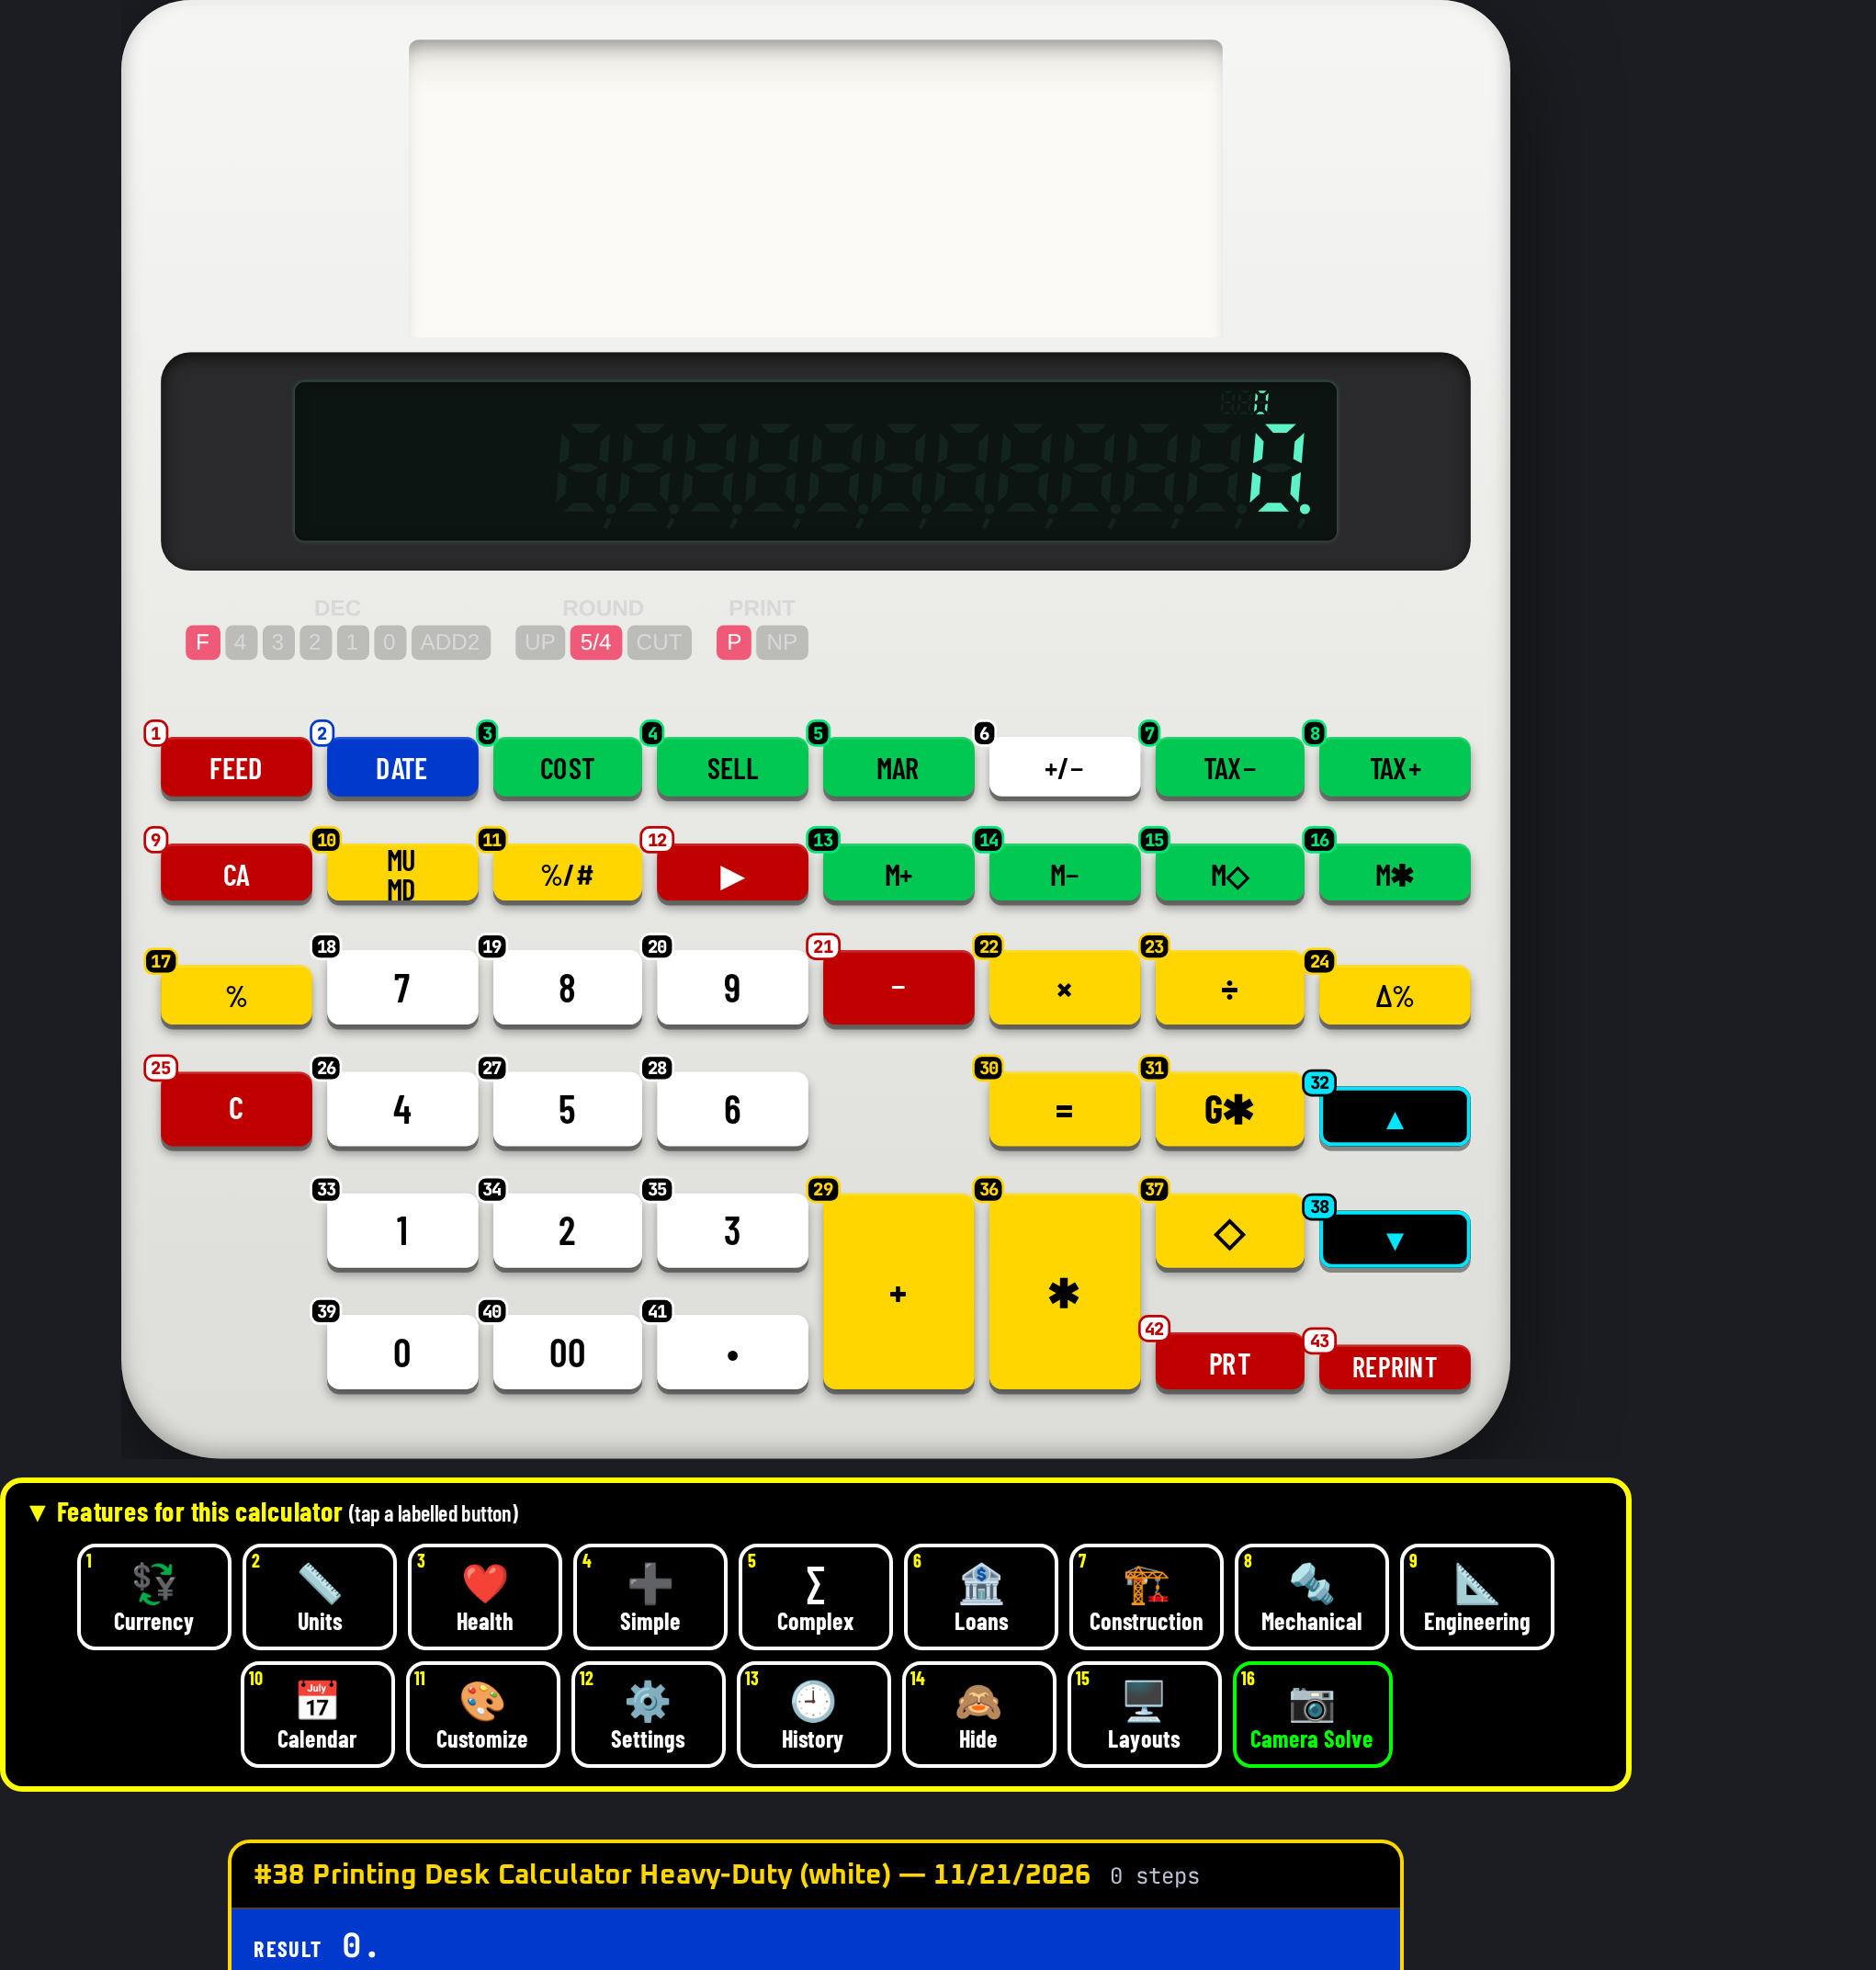 0
0.
DEC ROUND PRINT
F 4 3 2 1 0 ADD2 UP 5/4 CUT P NP
1 FEED 2 DATE 3 COST 4 SELL 5 MAR 6 +/− 7 TAX− 8 TAX+
9 CA 10 MU MD 11 %/# 12 ▶ 13 M+ 14 M− 15 M◇ 16 M✱
17 % 18 7 19 8 20 9 21 − 22 × 23 ÷ 24 Δ%
25 C 26 4 27 5 28 6 30 = 31 G✱ 32 ▲
33 1 34 2 35 3 29 + 36 ✱ 37 ◇ 38 ▼
39 0 40 00 41 • 42 PRT 43 REPRINT
▼ Features for this calculator (tap a labelled button)
1 Currency 2 Units 3 Health 4 Simple 5 ∑ Complex 6 Loans 7 Construction 8 Mechanical 9 Engineering
10 July 17 Calendar 11 Customize 12 Settings 13 History 14 Hide 15 Layouts 16 Camera Solve
#38 Printing Desk Calculator Heavy-Duty (white) — 11/21/2026 0 steps
RESULT 0.